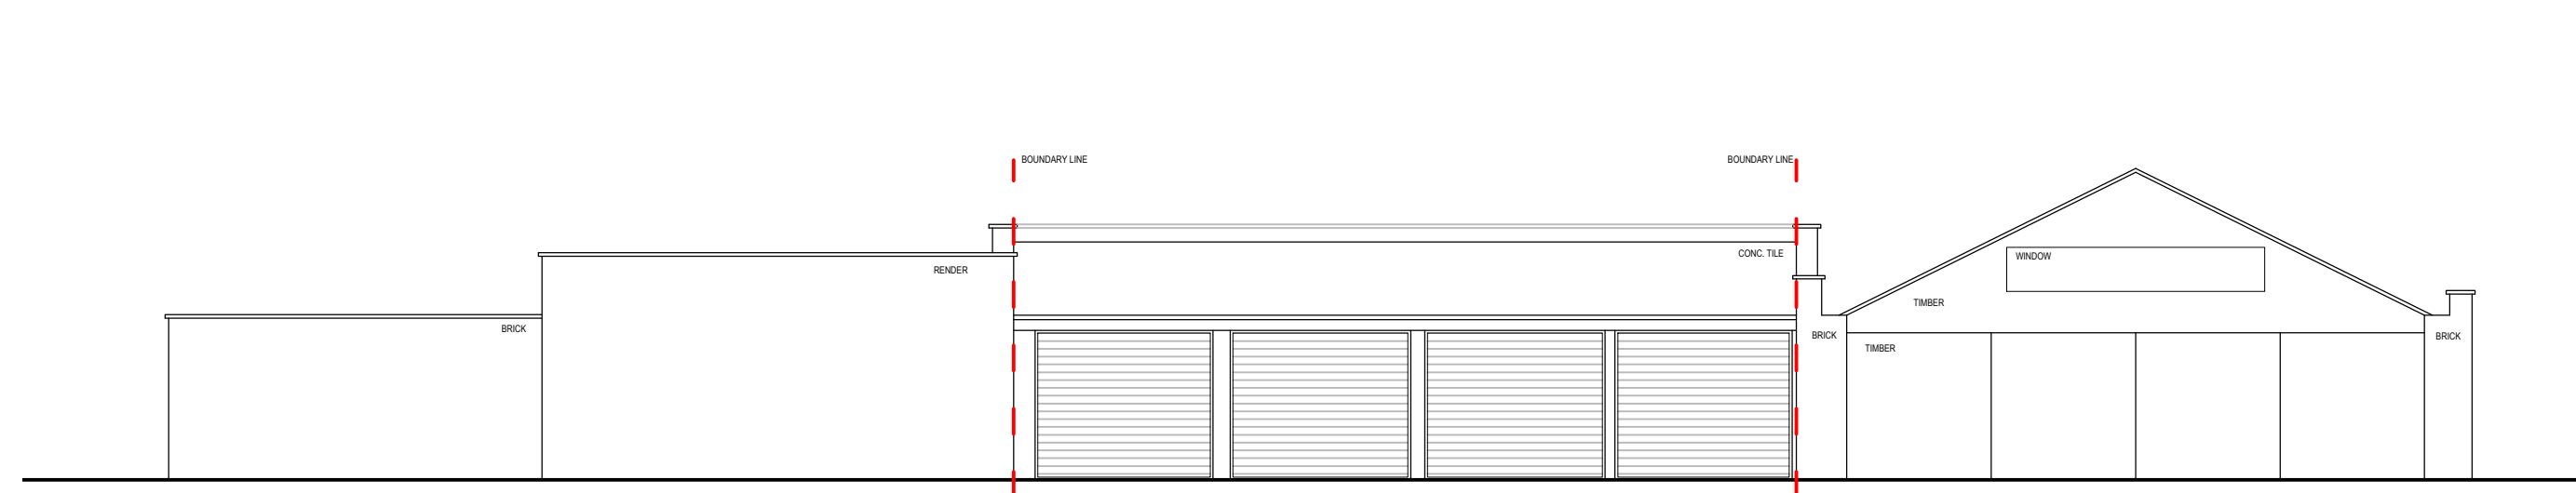 BOUNDARY LINE
BOUNDARY LINE
CONC. TILE
WINDOW
RENDER
TIMBER
BRICK
BRICK
BRICK
TIMBER